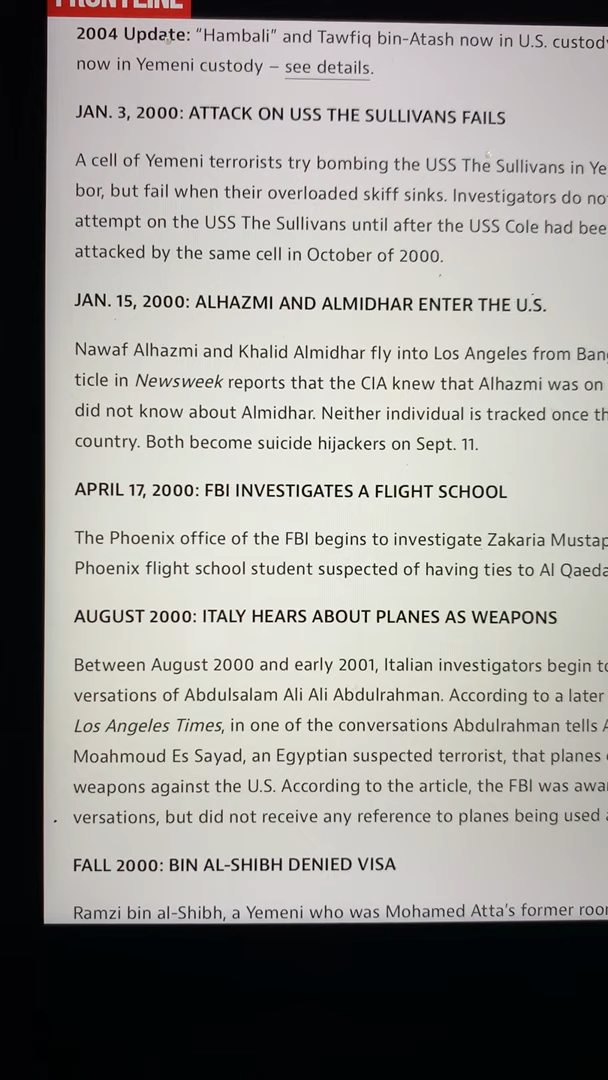 FRONTLINE
2004 Update: “Hambali” and Tawfiq bin-Atash now in U.S. custod
now in Yemeni custody – see details.
JAN. 3, 2000: ATTACK ON USS THE SULLIVANS FAILS
A cell of Yemeni terrorists try bombing the USS The Sullivans in Ye
bor, but fail when their overloaded skiff sinks. Investigators do no
attempt on the USS The Sullivans until after the USS Cole had bee
attacked by the same cell in October of 2000.
JAN. 15, 2000: ALHAZMI AND ALMIDHAR ENTER THE U.S.
Nawaf Alhazmi and Khalid Almidhar fly into Los Angeles from Ban
ticle in Newsweek reports that the CIA knew that Alhazmi was on
did not know about Almidhar. Neither individual is tracked once th
country. Both become suicide hijackers on Sept. 11.
APRIL 17, 2000: FBI INVESTIGATES A FLIGHT SCHOOL
The Phoenix office of the FBI begins to investigate Zakaria Mustap
Phoenix flight school student suspected of having ties to Al Qaeda
AUGUST 2000: ITALY HEARS ABOUT PLANES AS WEAPONS
Between August 2000 and early 2001, Italian investigators begin to
versations of Abdulsalam Ali Ali Abdulrahman. According to a later
Los Angeles Times, in one of the conversations Abdulrahman tells A
Moahmoud Es Sayad, an Egyptian suspected terrorist, that planes
weapons against the U.S. According to the article, the FBI was awa
versations, but did not receive any reference to planes being used
FALL 2000: BIN AL-SHIBH DENIED VISA
Ramzi bin al-Shibh, a Yemeni who was Mohamed Atta’s former roo